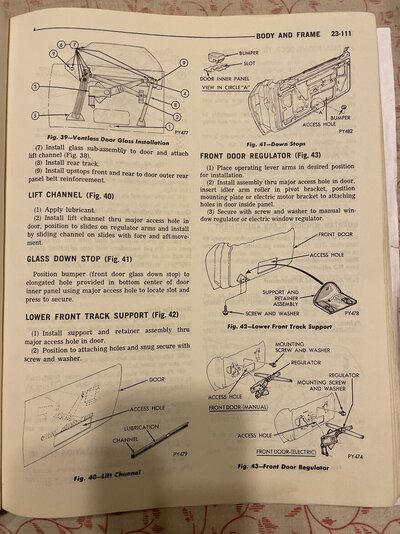 BODY AND FRAME 23-111
6 7
9
9
5
4
8
3
2
1
PY477
Fig. 39—Ventless Door Glass Installation
(7) Install glass sub-assembly to door and attach
lift channel (Fig. 38).
(8) Install rear track.
(9) Install upstops front and rear to door outer rear
panel belt reinforcement.
LIFT CHANNEL (Fig. 40)
(1) Apply lubricant.
(2) Install lift channel thru major access hole in
door, position to slides on regulator arms and install
by sliding channel on slides with fore and aft-move-
ment.
GLASS DOWN STOP (Fig. 41)
Position bumper (front door glass down stop) to
elongated hole provided in bottom center of door
inner panel using major access hole to locate slot and
press to secure.
LOWER FRONT TRACK SUPPORT (Fig. 42)
(1) Install support and retainer assembly thru
major access hole in door.
(2) Position to attaching holes and snug secure with
screw and washer.
DOOR
ACCESS HOLE
LUBRICATION
CHANNEL
PY479
Fig. 40—Lift Channel
BUMPER
SLOT
DOOR INNER PANEL
VIEW IN CIRCLE "A"
A
BUMPER
ACCESS HOLE
PY482
Fig. 41—Down Stops
FRONT DOOR REGULATOR (Fig. 43)
(1) Place operating lever arms in desired position
for installation.
(2) Install assembly thru major access hole in door,
insert idler arm roller in pivot bracket, position
mounting plate or electric motor bracket to attaching
holes in door inside panel.
(3) Secure with screw and washer to manual win-
dow regulator or electric window regulator.
FRONT DOOR
ACCESS HOLE
SUPPORT AND
RETAINER
ASSEMBLY
SCREW AND WASHER
PY478
Fig. 42—Lower Front Track Support
MOUNTING
SCREW AND WASHER
REGULATOR
REGULATOR
MOUNTING SCREW
AND WASHER
ACCESS HOLE
FRONT DOOR-(MANUAL)
ACCESS HOLE
FRONT DOOR-(ELECTRIC)
PY474
Fig. 43—Front Door Regulator